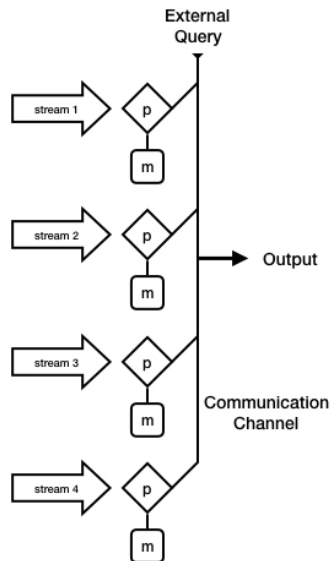 External
Query
stream 1
p
m
stream 2
p
m
Output
stream 3
p
m
Communication
Channel
stream 4
p
m